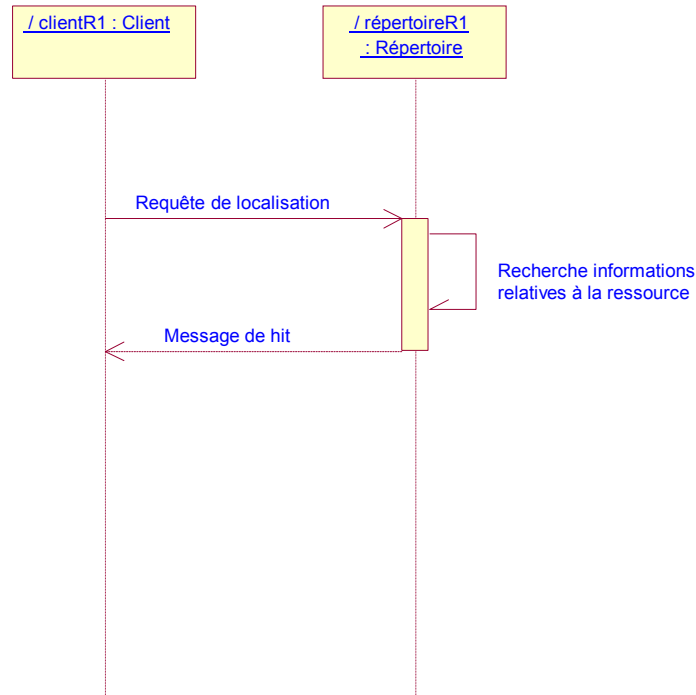 / clientR1 : Client
/ répertoireR1
: Répertoire
Requête de localisation
Recherche informations
relatives à la ressource
Message de hit